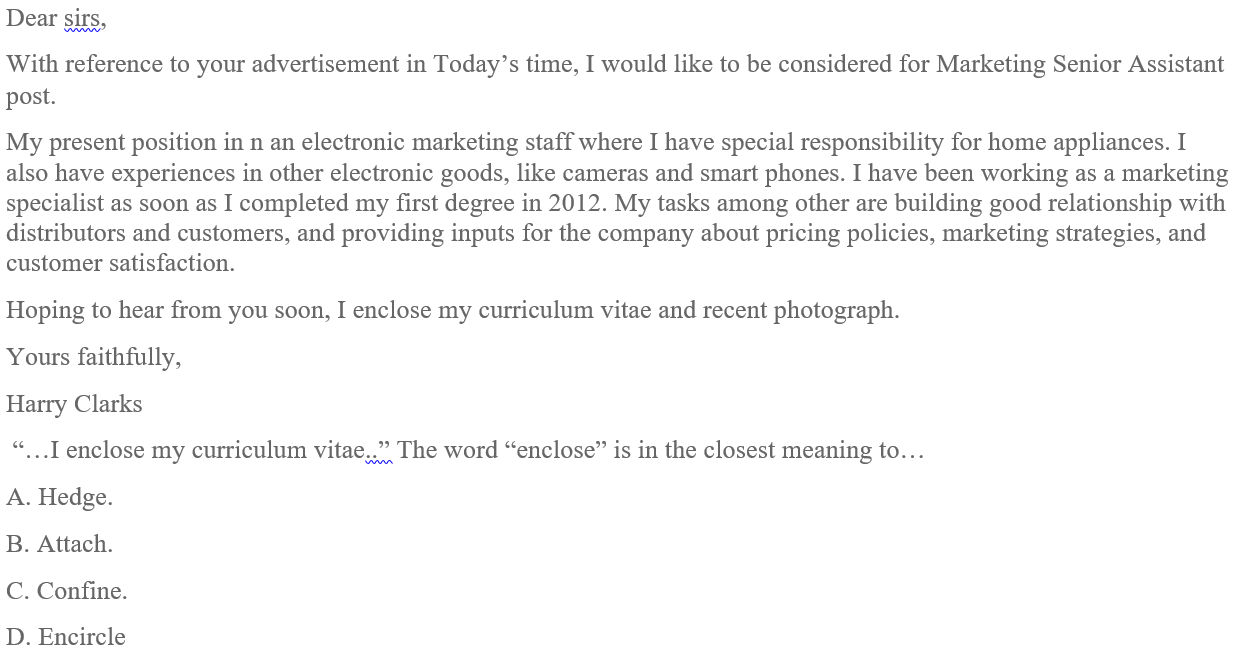 Dear sirs,
With reference to your advertisement in Today’s time, I would like to be considered for Marketing Senior Assistant
post.
My present position in n an electronic marketing staff where I have special responsibility for home appliances. I
also have experiences in other electronic goods, like cameras and smart phones. I have been working as a marketing
specialist as soon as I completed my first degree in 2012. My tasks among other are building good relationship with
distributors and customers, and providing inputs for the company about pricing policies, marketing strategies, and
customer satisfaction.
Hoping to hear from you soon, I enclose my curriculum vitae and recent photograph.
Yours faithfully,
Harry Clarks
“…I enclose my curriculum vitae..” The word “enclose” is in the closest meaning to…
A. Hedge.
B. Attach.
C. Confine.
D. Encircle